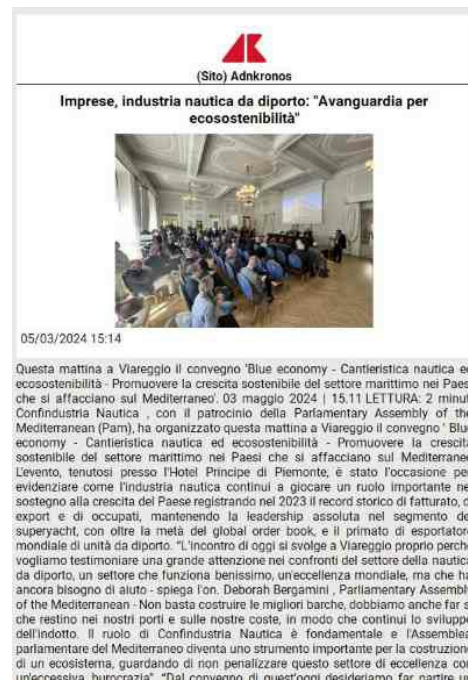 (Sito) Adnkronos
Imprese, industria nautica da diporto: "Avanguardia per
ecosostenibilità"
05/03/2024 15:14
Questa mattina a Viareggio il convegno 'Blue economy - Cantieristica nautica ed
ecosostenibilità - Promuovere la crescita sostenibile del settore marittimo nei Paesi
che si affacciano sul Mediterraneo'. 03 maggio 2024 | 15.11 LETTURA: 2 minuti
Confindustria Nautica , con il patrocinio della Parlamentary Assembly of the
Mediterranean (Pam), ha organizzato questa mattina a Viareggio il convegno ' Blue
economy - Cantieristica nautica ed ecosostenibilità - Promuovere la crescita
sostenibile del settore marittimo nei Paesi che si affacciano sul Mediterraneo
L'evento, tenutosi presso l'Hotel Principe di Piemonte, è stato l'occasione per
evidenziare come l'industria nautica continui a giocare un ruolo importante nel
sostegno alla crescita del Paese registrando nel 2023 il record storico di fatturato, di
export e di occupati, mantenendo la leadership assoluta nel segmento dei
superyacht, con oltre la metà del global order book, e il primato di esportatore
mondiale di unità da diporto. "L'incontro di oggi si svolge a Viareggio proprio perché
vogliamo testimoniare una grande attenzione nei confronti del settore della nautica
da diporto, un settore che funziona benissimo, un'eccellenza mondiale, ma che ha
ancora bisogno di aiuto - spiega l'on. Deborah Bergamini , Parliamentary Assembly
of the Mediterranean - Non basta costruire le migliori barche, dobbiamo anche far sì
che restino nei nostri porti e sulle nostre coste, in modo che continui lo sviluppo
dell'indotto. Il ruolo di Confindustria Nautica è fondamentale e l'Assemblea
parlamentare del Mediterraneo diventa uno strumento importante per la costruzione
di un ecosistema, guardando di non penalizzare questo settore di eccellenza con
un'eccessiva burocrazia". "Dal convegno di quest'oggi desideriamo far partire un